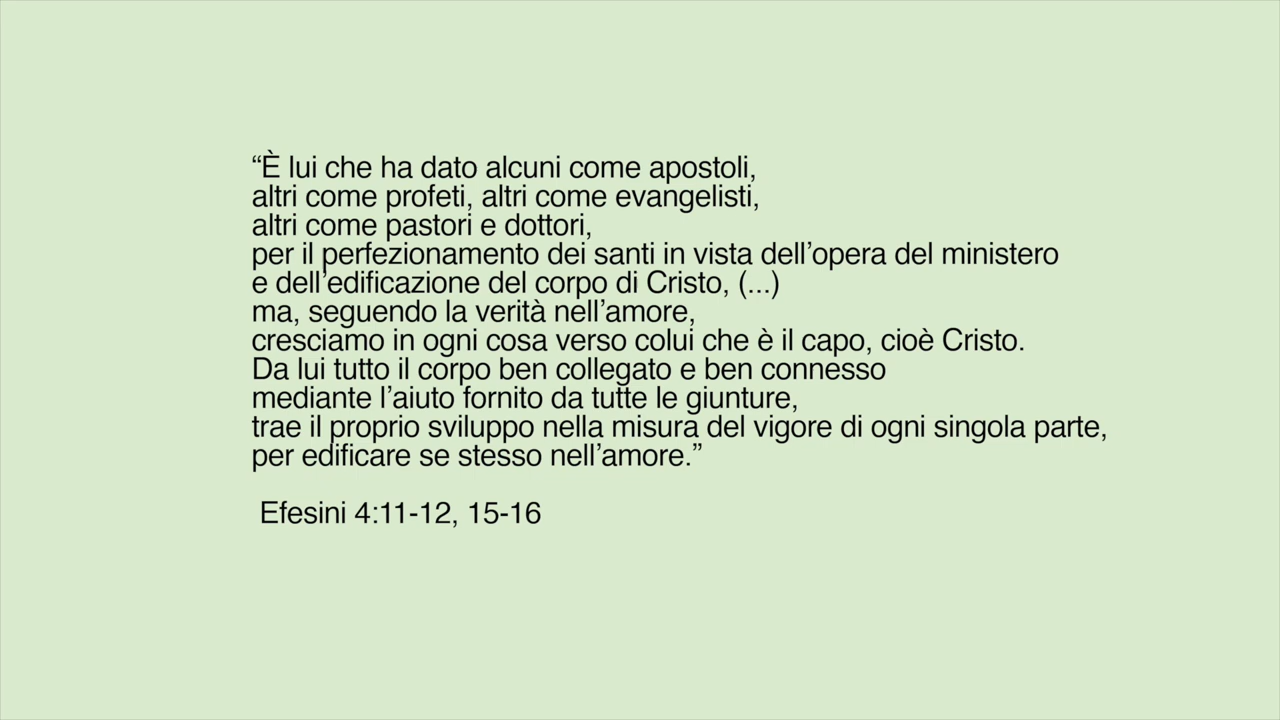 “È lui che ha dato alcuni come apostoli,
altri come profeti, altri come evangelisti,
altri come pastori e dottori,
per il perfezionamento dei santi in vista dell’opera del ministero
e dell’edificazione del corpo di Cristo, (...)
ma, seguendo la verità nell’amore,
cresciamo in ogni cosa verso colui che è il capo, cioè Cristo.
Da lui tutto il corpo ben collegato e ben connesso
mediante l’aiuto fornito da tutte le giunture,
trae il proprio sviluppo nella misura del vigore di ogni singola parte,
per edificare se stesso nell’amore.”
Efesini 4:11-12, 15-16